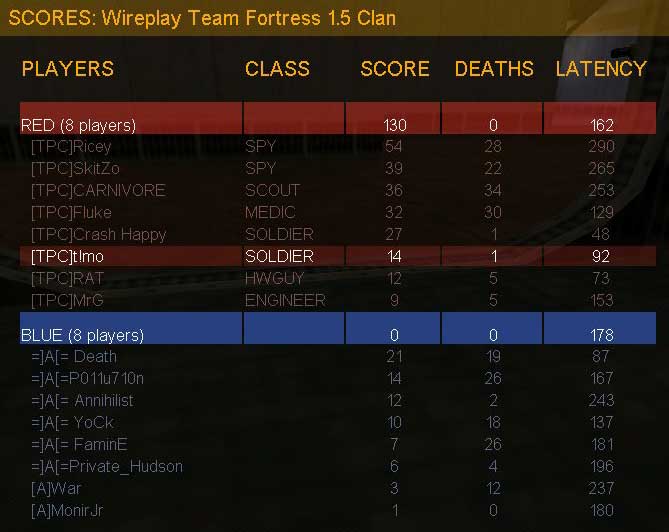 SCORES: Wireplay Team Fortress 1.5 Clan
PLAYERS CLASS SCORE DEATHS LATENCY
RED (8 players) 130 0 162
[TPC]Ricey SPY 54 28 290
[TPC]SkitZo SPY 39 22 265
[TPC]CARNIVORE SCOUT 36 34 253
[TPC]Fluke MEDIC 32 30 129
[TPC]Crash Happy SOLDIER 27 1 48
[TPC]t!mo SOLDIER 14 1 92
[TPC]RAT HWGUY 12 5 73
[TPC]MrG ENGINEER 9 5 153
BLUE (8 players) 0 0 178
=]A[= Death 21 19 87
=]A[=P011u710n 14 26 167
=]A[= Annihilist 12 2 243
=]A[= YoCk 10 18 137
=]A[= FaminE 7 26 181
=]A[=Private_Hudson 6 4 196
[A]War 3 12 237
[A]MonirJr 1 0 180